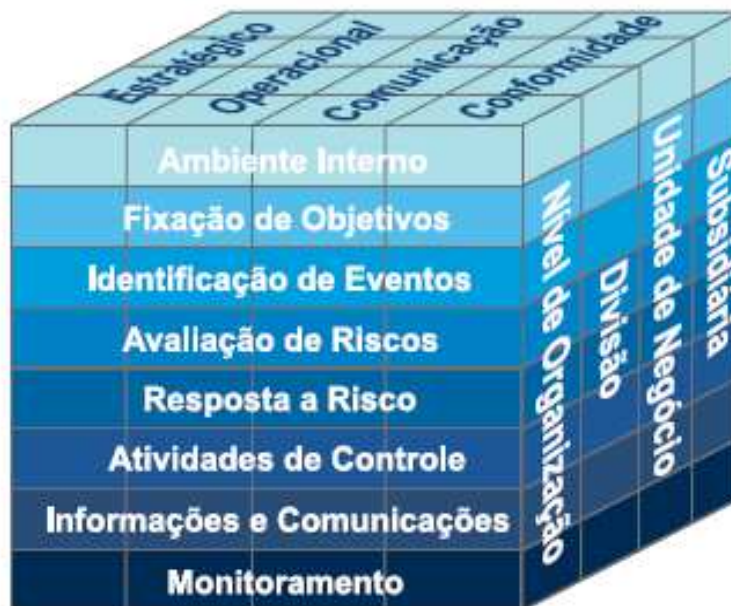 Estratégico
Operacional
Comunicação
Conformidade
Ambiente Interno
Fixação de Objetivos
Identificação de Eventos
Avaliação de Riscos
Resposta a Risco
Atividades de Controle
Informações e Comunicações
Monitoramento
Nível de Organização
Divisão
Unidade de Negócio
Subsidiária